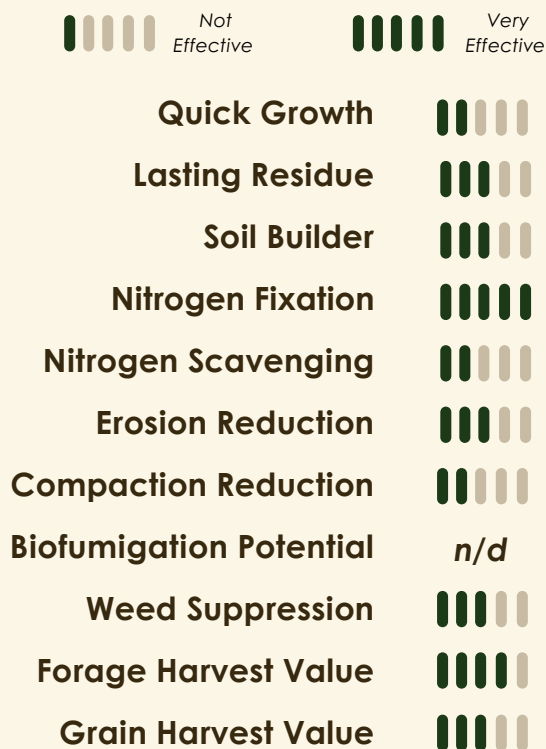 Not
Effective
Very
Effective
Quick Growth
Lasting Residue
Soil Builder
Nitrogen Fixation
Nitrogen Scavenging
Erosion Reduction
Compaction Reduction
Biofumigation Potential n/d
Weed Suppression
Forage Harvest Value
Grain Harvest Value